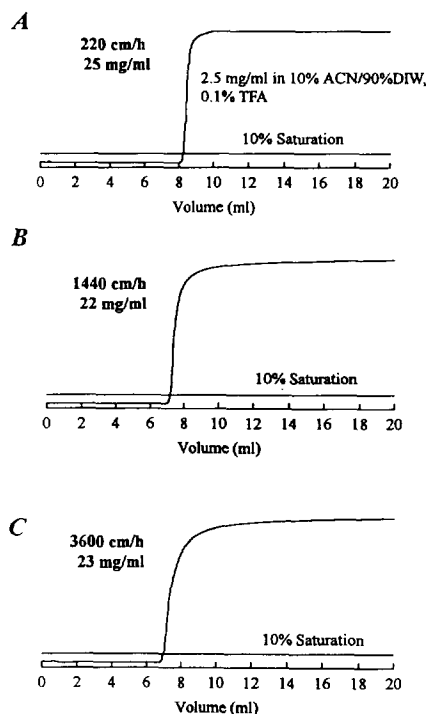 A
220 cm/h
25 mg/ml
2.5 mg/ml in 10% ACN/90%DIW,
0.1% TFA
10% Saturation
0 2 4 6 8 10 12 14 16 18 20
Volume (ml)
B
1440 cm/h
22 mg/ml
10% Saturation
0 2 4 6 8 10 12 14 16 18 20
Volume (ml)
C
3600 cm/h
23 mg/ml
10% Saturation
0 2 4 6 8 10 12 14 16 18 20
Volume (ml)